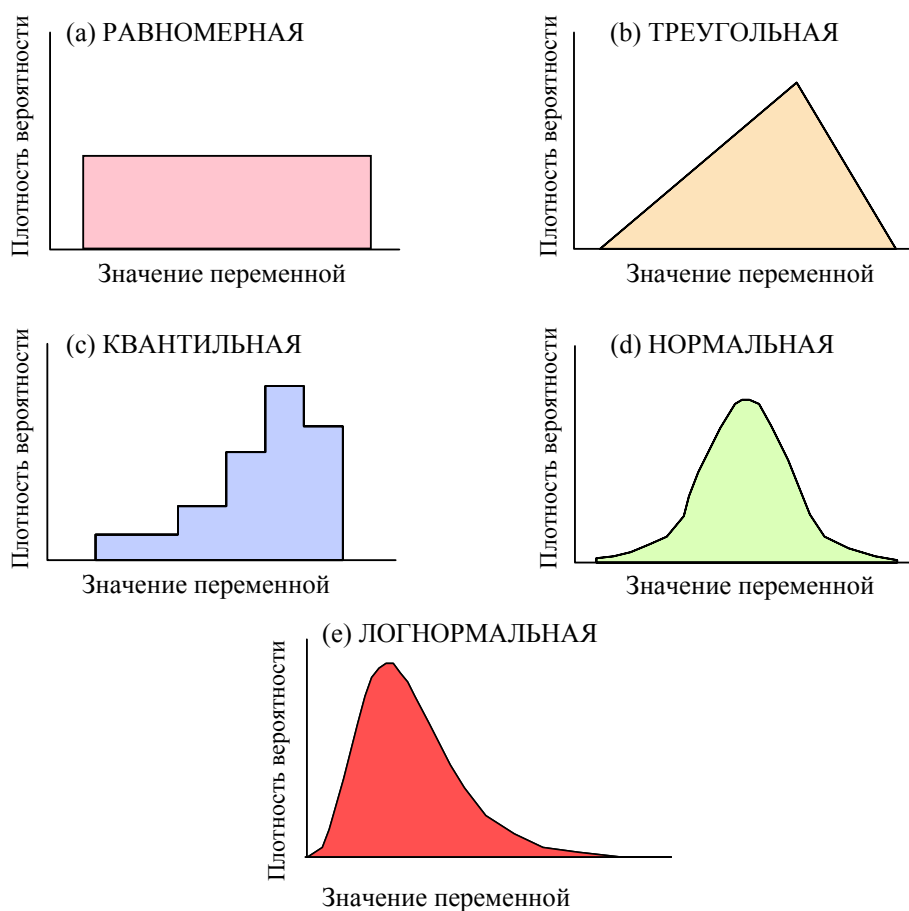 (a) РАВНОМЕРНАЯ
Плотность вероятности
Значение переменной
(b) ТРЕУГОЛЬНАЯ
Плотность вероятности
Значение переменной
(c) КВАНТИЛЬНАЯ
Плотность вероятности
Значение переменной
(d) НОРМАЛЬНАЯ
Плотность вероятности
Значение переменной
(e) ЛОГНОРМАЛЬНАЯ
Плотность вероятности
Значение переменной